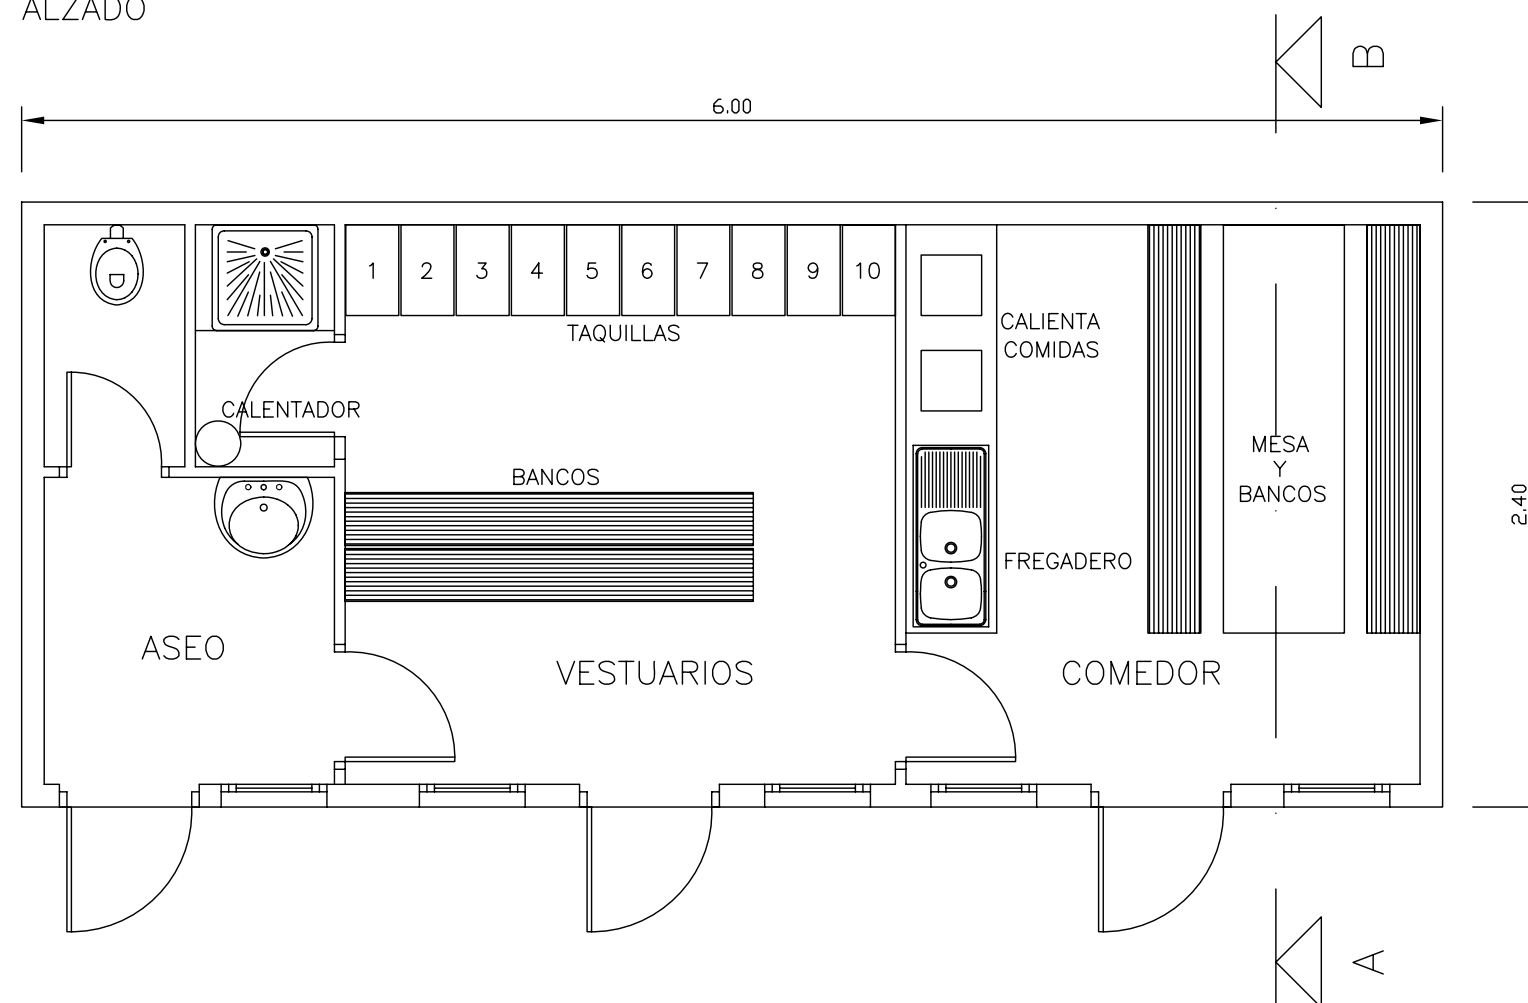 ALZADO
B
6.00
1 2 3 4 5 6 7 8 9 10
TAQUILLAS
CALIENTA
COMIDAS
CALENTADOR
BANCOS
MESA
Y
BANCOS
2.40
FREGADERO
ASEO
VESTUARIOS
COMEDOR
A